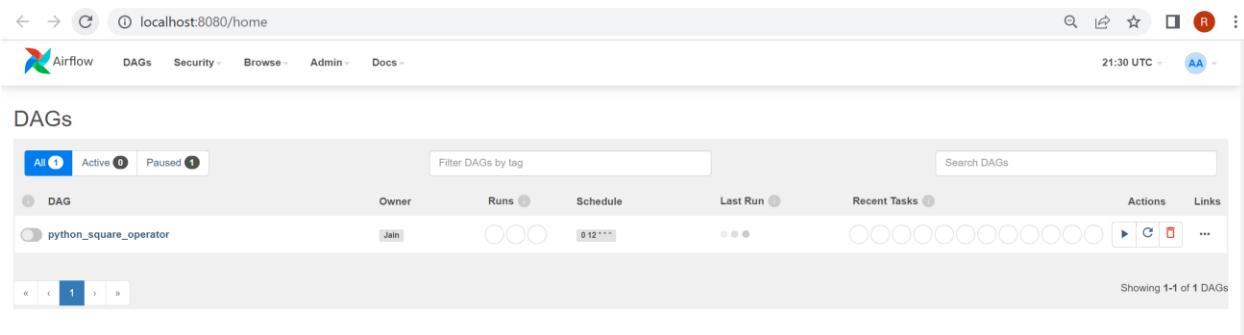 localhost:8080/home
R
Airflow DAGs Security Browse Admin Docs 21:30 UTC AA
DAGs
All 1 Active 0 Paused 1 Filter DAGs by tag Search DAGs
i DAG Owner Runs i Schedule Last Run i Recent Tasks i Actions Links
python_square_operator Jain 0 12 * * * ...
« ‹ 1 › » Showing 1-1 of 1 DAGs